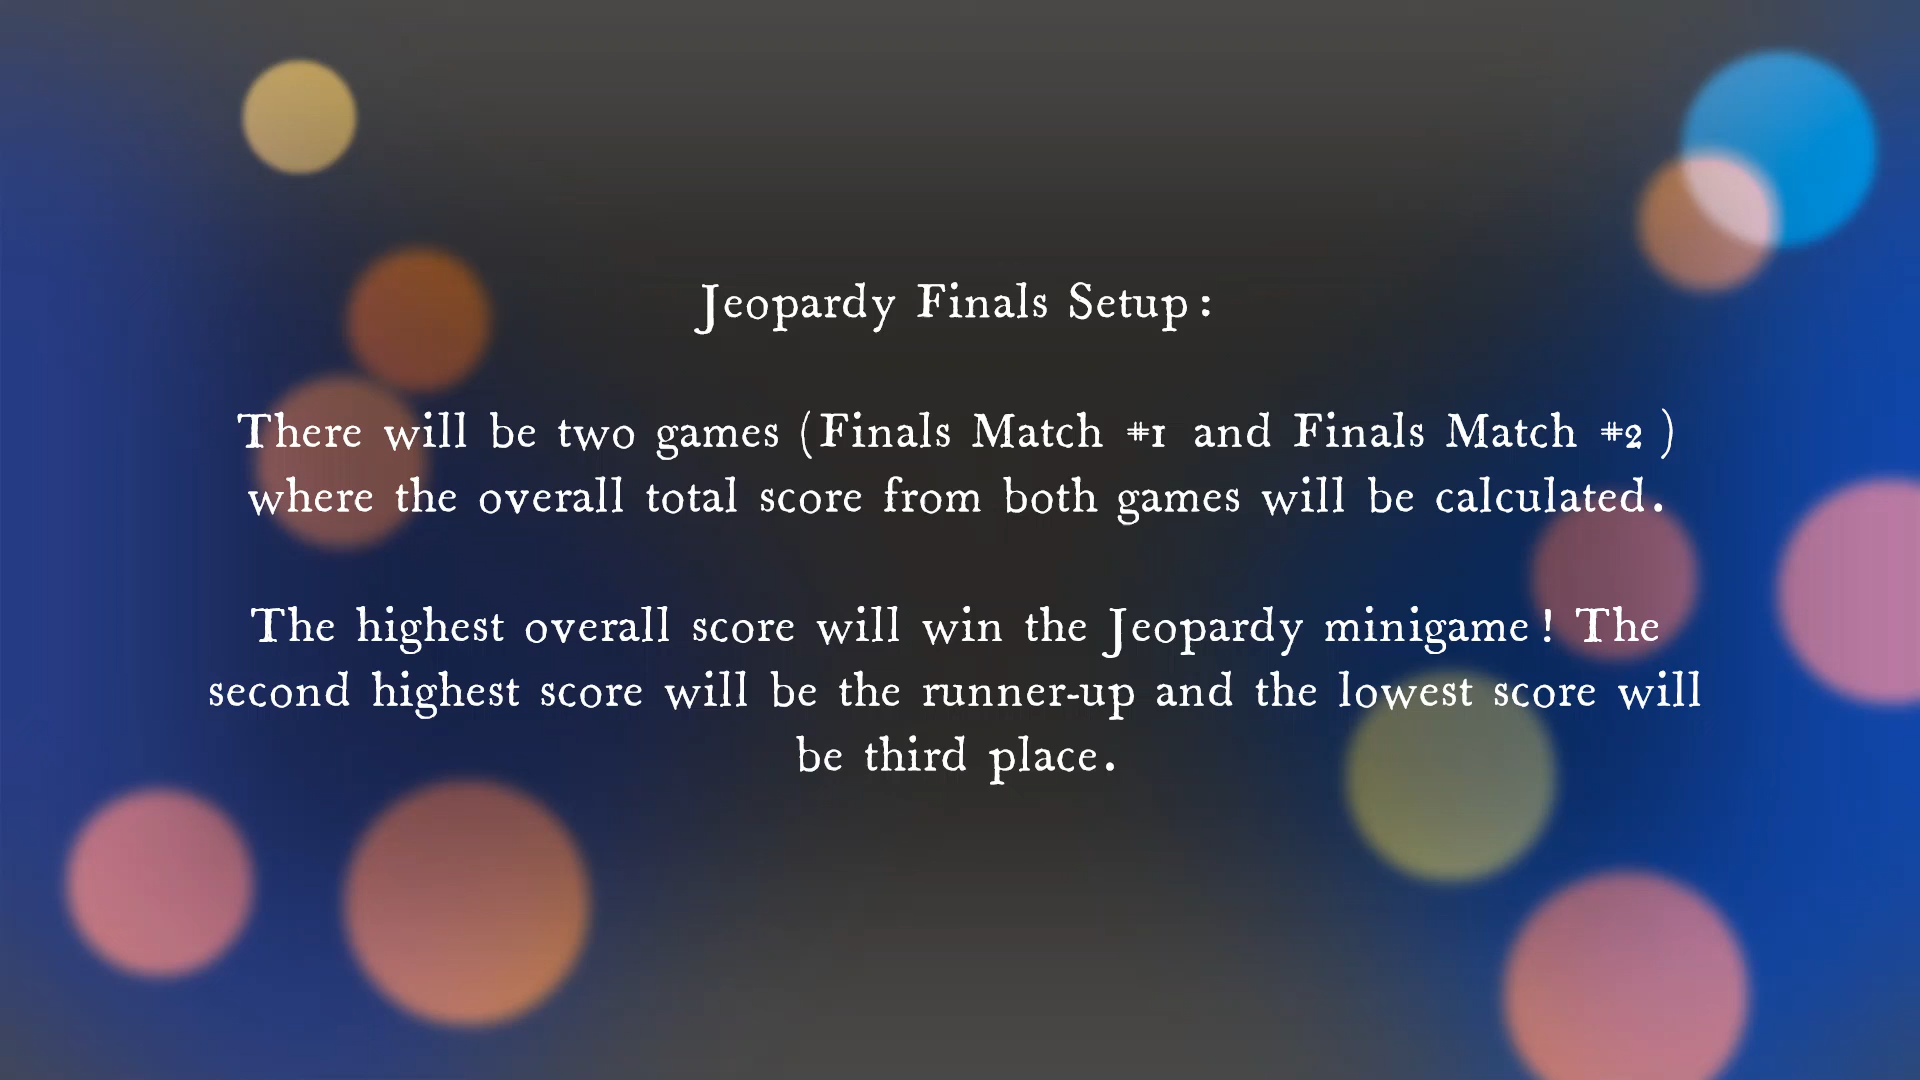 Jeopardy Finals Setup:
There will be two games (Finals Match #1 and Finals Match #2)
where the overall total score from both games will be calculated.
The highest overall score will win the Jeopardy minigame! The
second highest score will be the runner-up and the lowest score will
be third place.